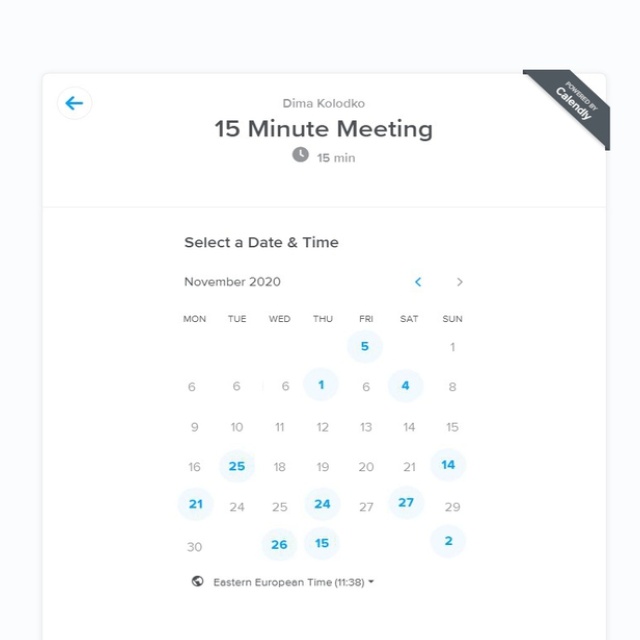 POWERED BY
Calendly
Dima Kolodko
15 Minute Meeting
15 min
Select a Date & Time
November 2020
MON TUE WED THU FRI SAT SUN
5 1
6 6 6 1 6 4 8
9 10 11 12 13 14 15
16 25 18 19 20 21 14
21 24 25 24 27 27 29
30 26 15 2
Eastern European Time (11:38)